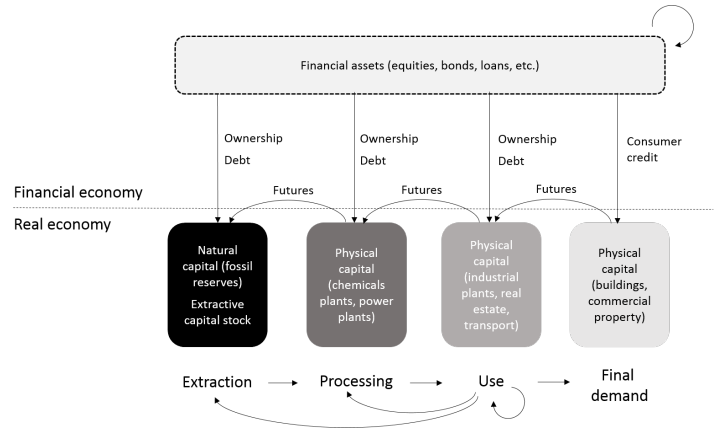 Financial assets (equities, bonds, loans, etc.)
Ownership
Debt
Ownership
Debt
Ownership
Debt
Consumer
credit
Financial economy
Futures
Futures
Futures
Real economy
Natural
capital (fossil
reserves)
Extractive
capital stock
Physical
capital
(chemicals
plants, power
plants)
Physical
capital
(industrial
plants, real
estate,
transport)
Physical
capital
(buildings,
commercial
property)
Extraction
Processing
Use
Final
demand